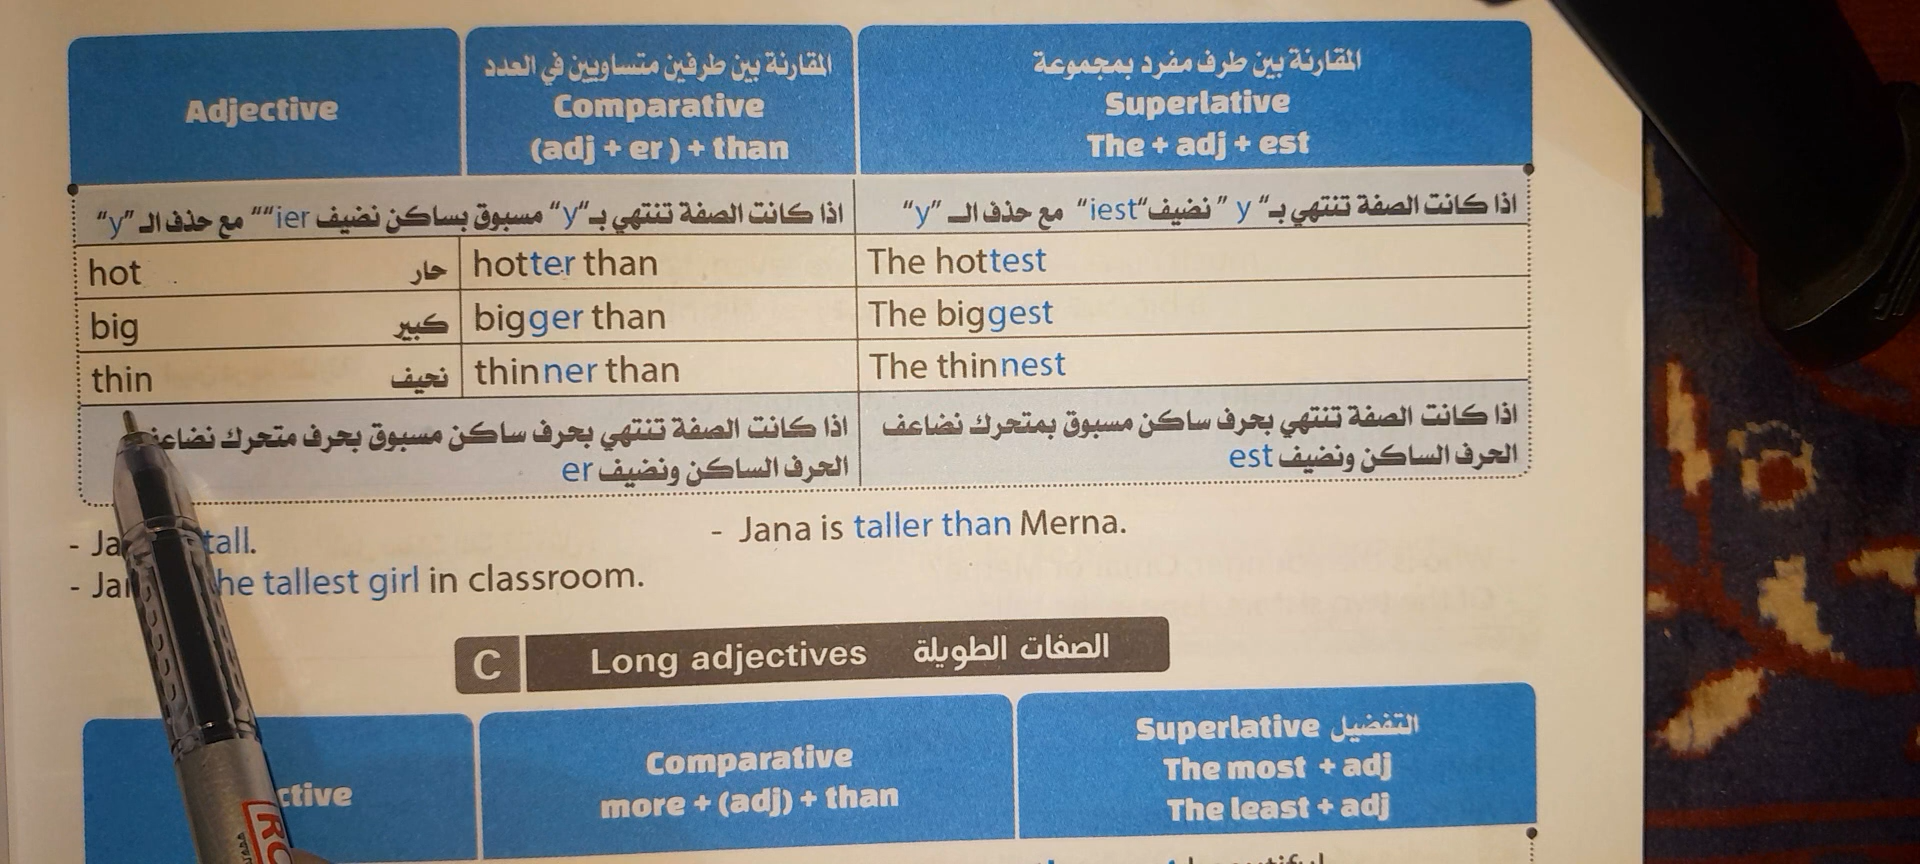 Adjective
المقارنة بين طرفين متساويين في العدد
Comparative
(adj + er ) + than
المقارنة بين طرف مفرد بمجموعة
Superlative
The + adj + est
اذا كانت الصفة تنتهي بـ"y" مسبوق بساكن نضيف ier"" مع حذف الـ "y"
اذا كانت الصفة تنتهي بـ" y " نضيف"iest" مع حذف الـ "y"
hot حار hotter than The hottest
big كبير bigger than The biggest
thin نحيف thinner than The thinnest
اذا كانت الصفة تنتهي بحرف ساكن مسبوق بحرف متحرك نضاعف
الحرف الساكن ونضيف er
اذا كانت الصفة تنتهي بحرف ساكن مسبوق بمتحرك نضاعف
الحرف الساكن ونضيف est
- tall.
- Jana is taller than Merna.
- tallest girl in classroom.
C Long adjectives الصفات الطويلة
Comparative
more + (adj) + than
Superlative التفضيل
The most + adj
The least + adj